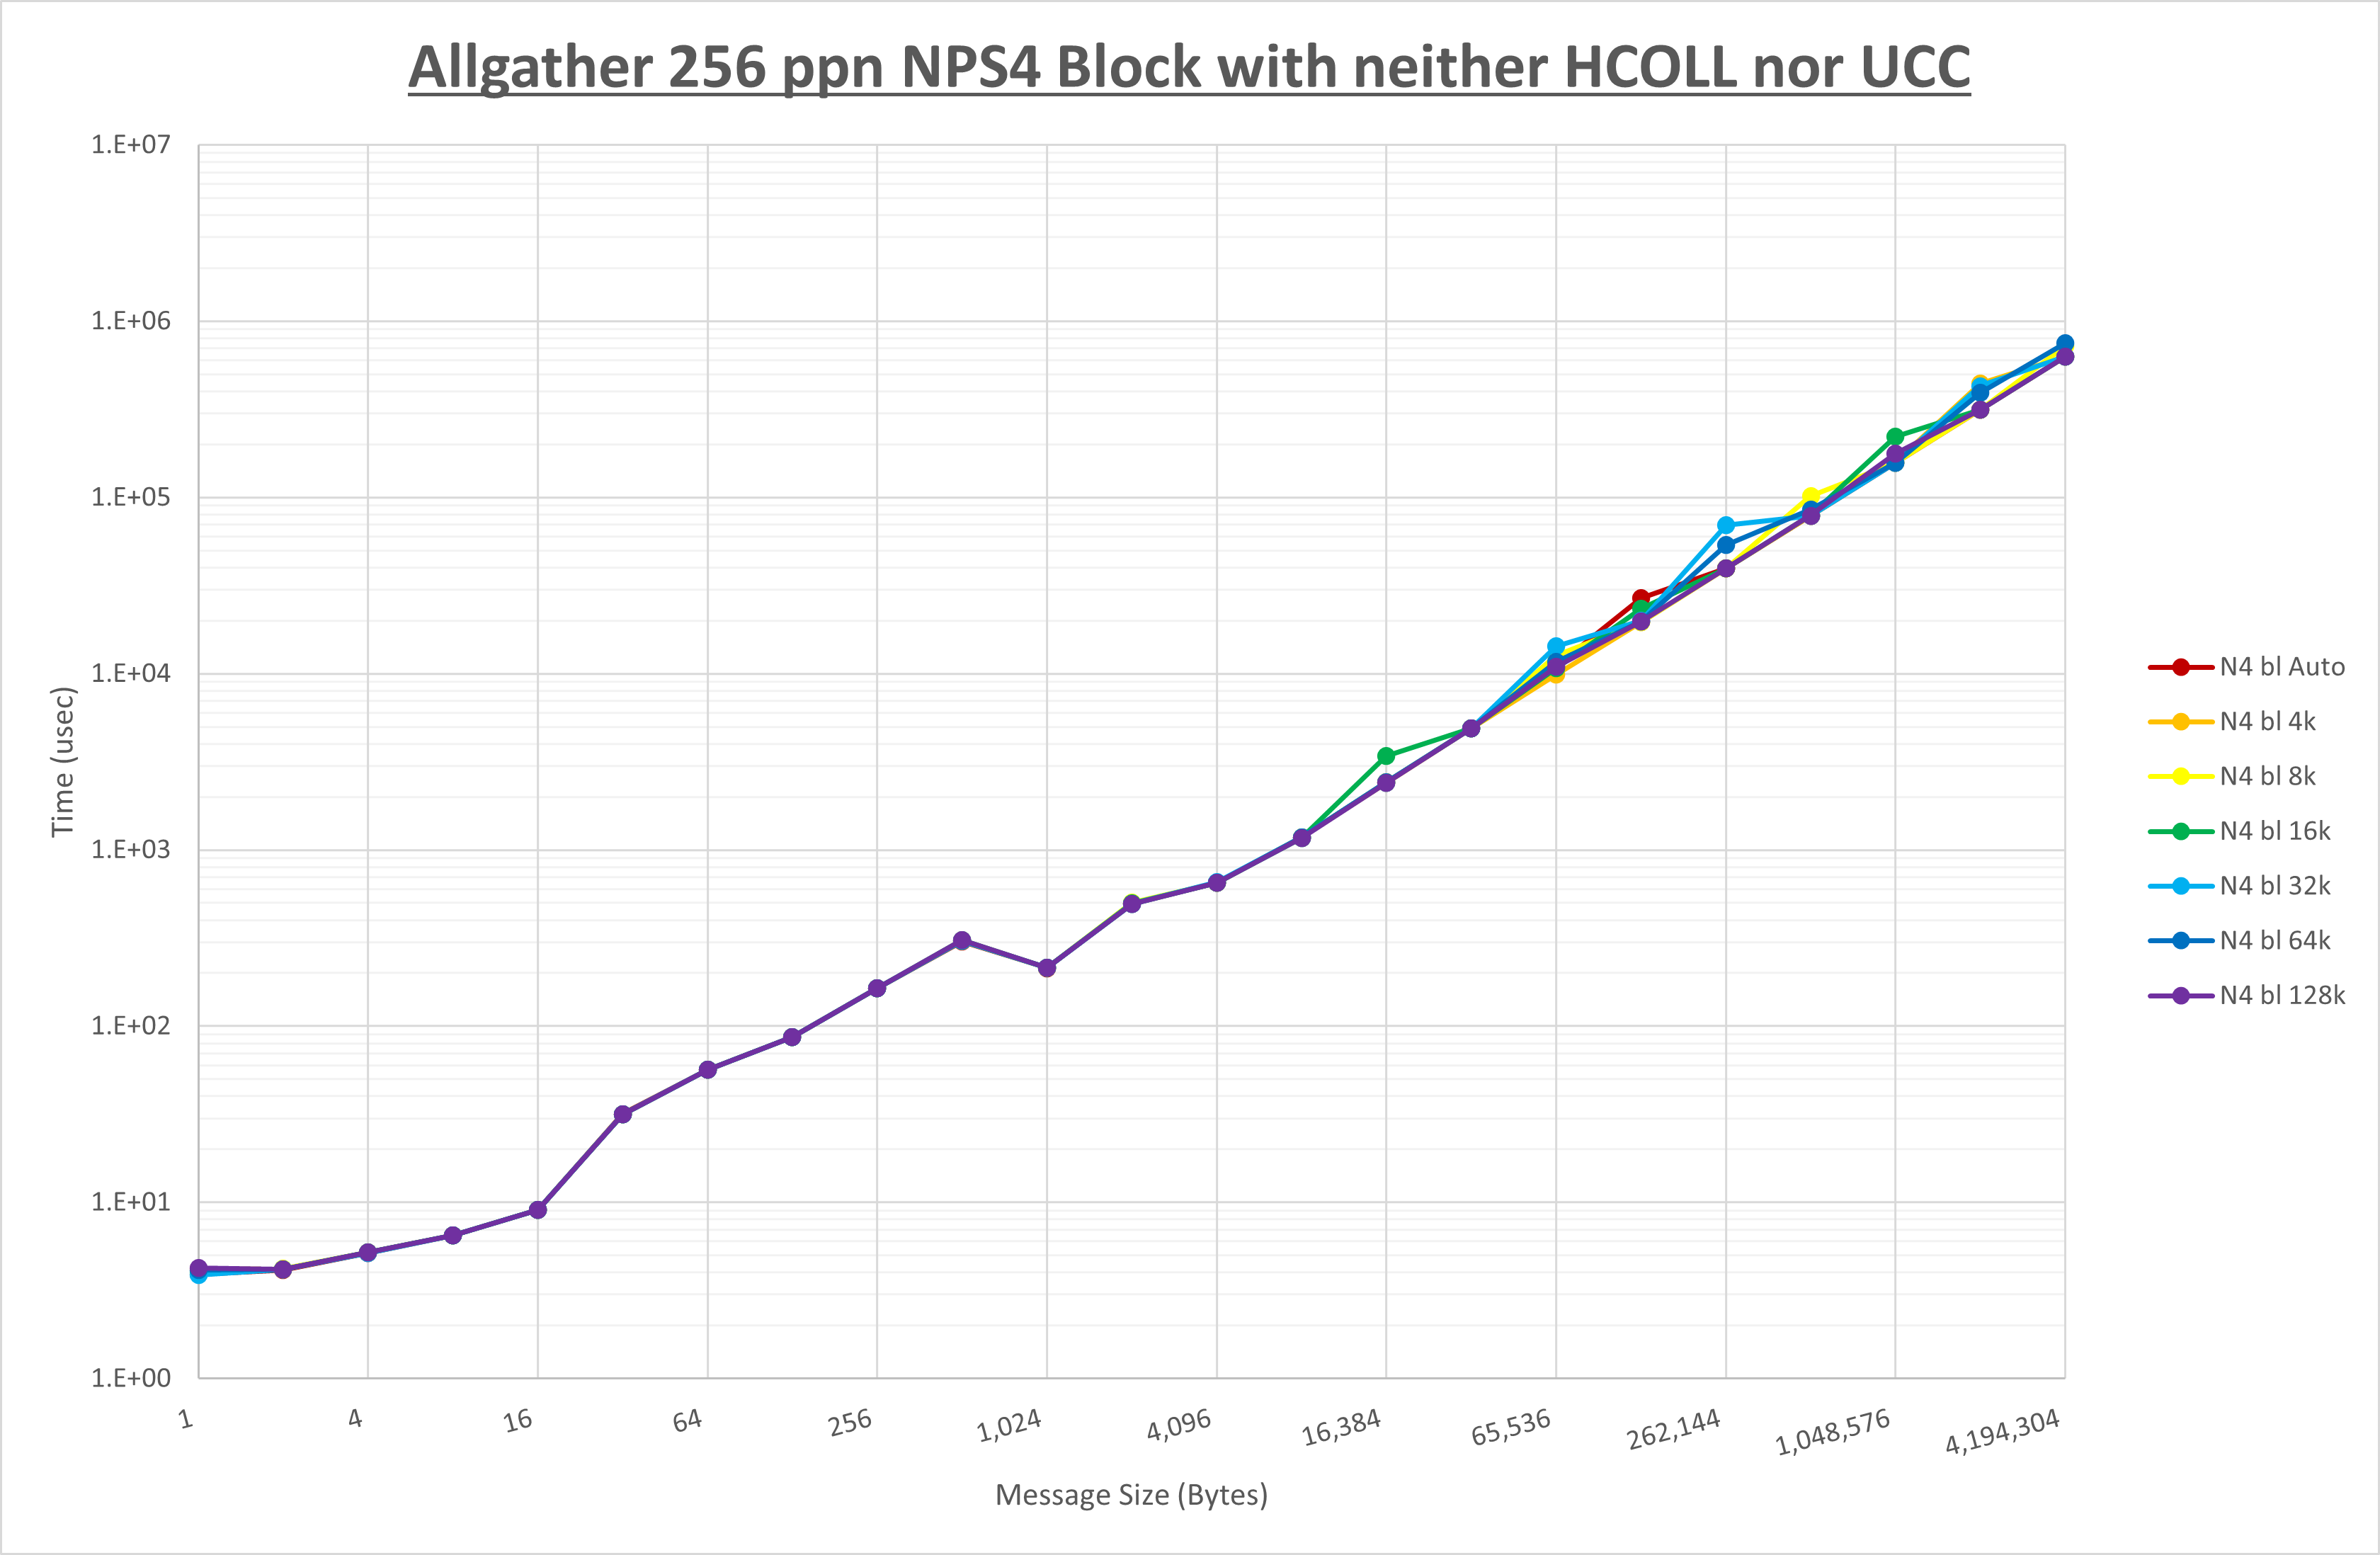 Allgather 256 ppn NPS4 Block with neither HCOLL nor UCC
1.E+07
1.E+06
1.E+05
1.E+04
1.E+03
1.E+02
1.E+01
1.E+00
Time (usec)
1
4
16
64
256
1,024
4,096
16,384
65,536
262,144
1,048,576
4,194,304
Message Size (Bytes)
N4 bl Auto
N4 bl 4k
N4 bl 8k
N4 bl 16k
N4 bl 32k
N4 bl 64k
N4 bl 128k